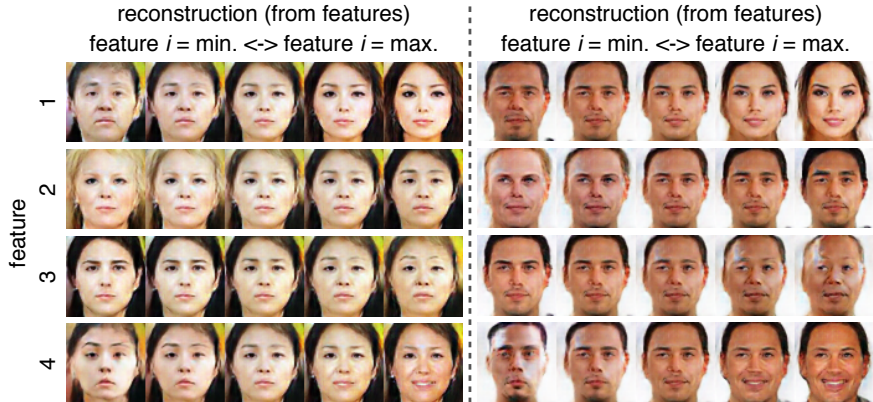 reconstruction (from features)
feature i = min. <-> feature i = max.
reconstruction (from features)
feature i = min. <-> feature i = max.
feature
1
2
3
4